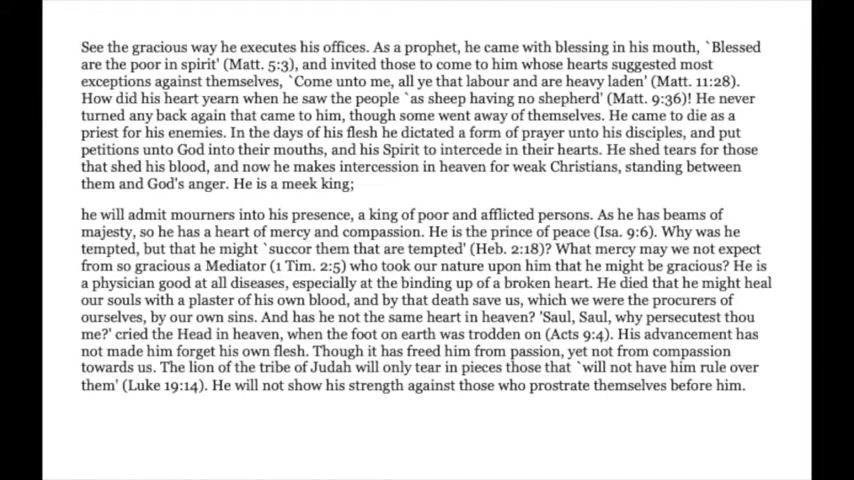 See the gracious way he executes his offices. As a prophet, he came with blessing in his mouth, `Blessed
are the poor in spirit' (Matt. 5:3), and invited those to come to him whose hearts suggested most
exceptions against themselves, `Come unto me, all ye that labour and are heavy laden' (Matt. 11:28).
How did his heart yearn when he saw the people `as sheep having no shepherd' (Matt. 9:36)! He never
turned any back again that came to him, though some went away of themselves. He came to die as a
priest for his enemies. In the days of his flesh he dictated a form of prayer unto his disciples, and put
petitions unto God into their mouths, and his Spirit to intercede in their hearts. He shed tears for those
that shed his blood, and now he makes intercession in heaven for weak Christians, standing between
them and God's anger. He is a meek king;
he will admit mourners into his presence, a king of poor and afflicted persons. As he has beams of
majesty, so he has a heart of mercy and compassion. He is the prince of peace (Isa. 9:6). Why was he
tempted, but that he might `succor them that are tempted' (Heb. 2:18)? What mercy may we not expect
from so gracious a Mediator (1 Tim. 2:5) who took our nature upon him that he might be gracious? He is
a physician good at all diseases, especially at the binding up of a broken heart. He died that he might heal
our souls with a plaster of his own blood, and by that death save us, which we were the procurers of
ourselves, by our own sins. And has he not the same heart in heaven? 'Saul, Saul, why persecutest thou
me?' cried the Head in heaven, when the foot on earth was trodden on (Acts 9:4). His advancement has
not made him forget his own flesh. Though it has freed him from passion, yet not from compassion
towards us. The lion of the tribe of Judah will only tear in pieces those that `will not have him rule over
them' (Luke 19:14). He will not show his strength against those who prostrate themselves before him.